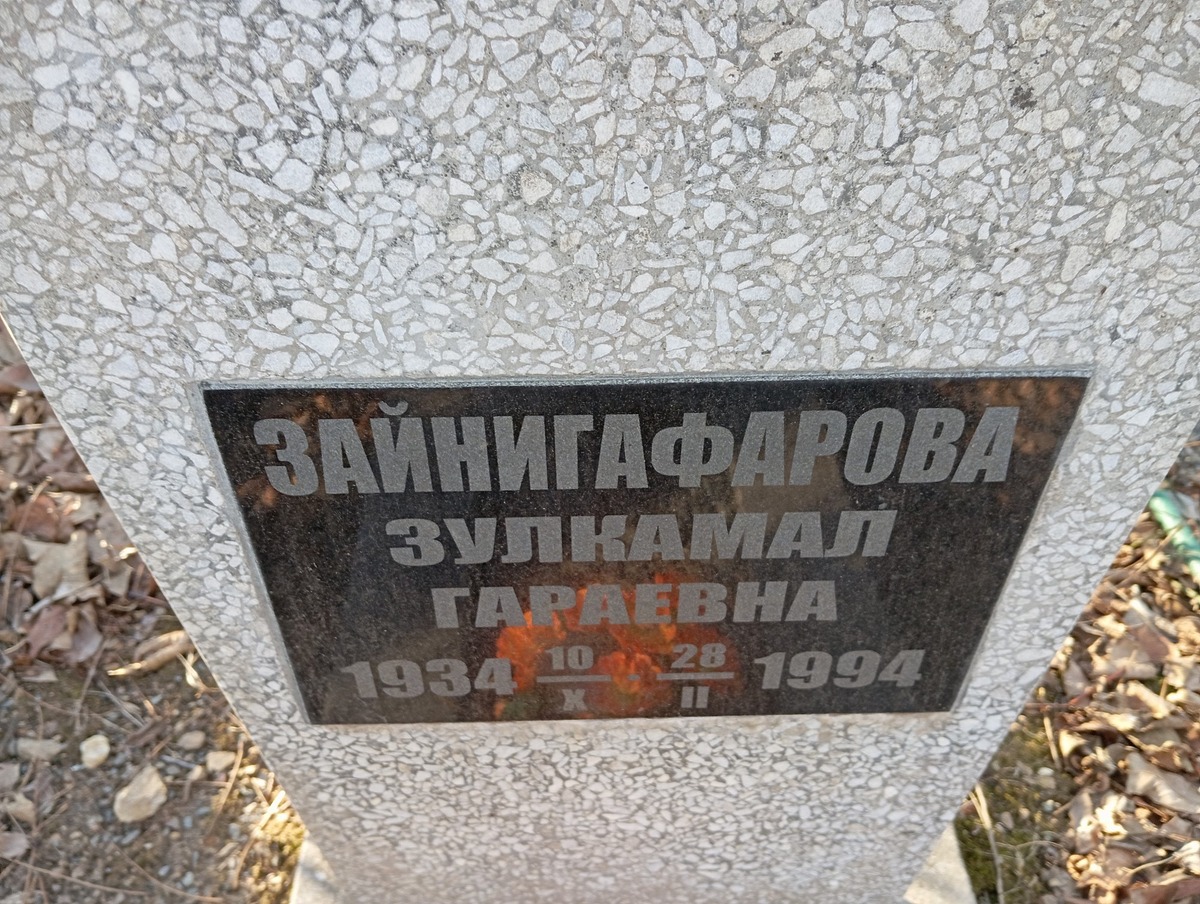 ЗАЙНИГАФАРОВА
ЗУЛКАМАЛ
ГАРАЕВНА
1934 10/X - 28/II 1994